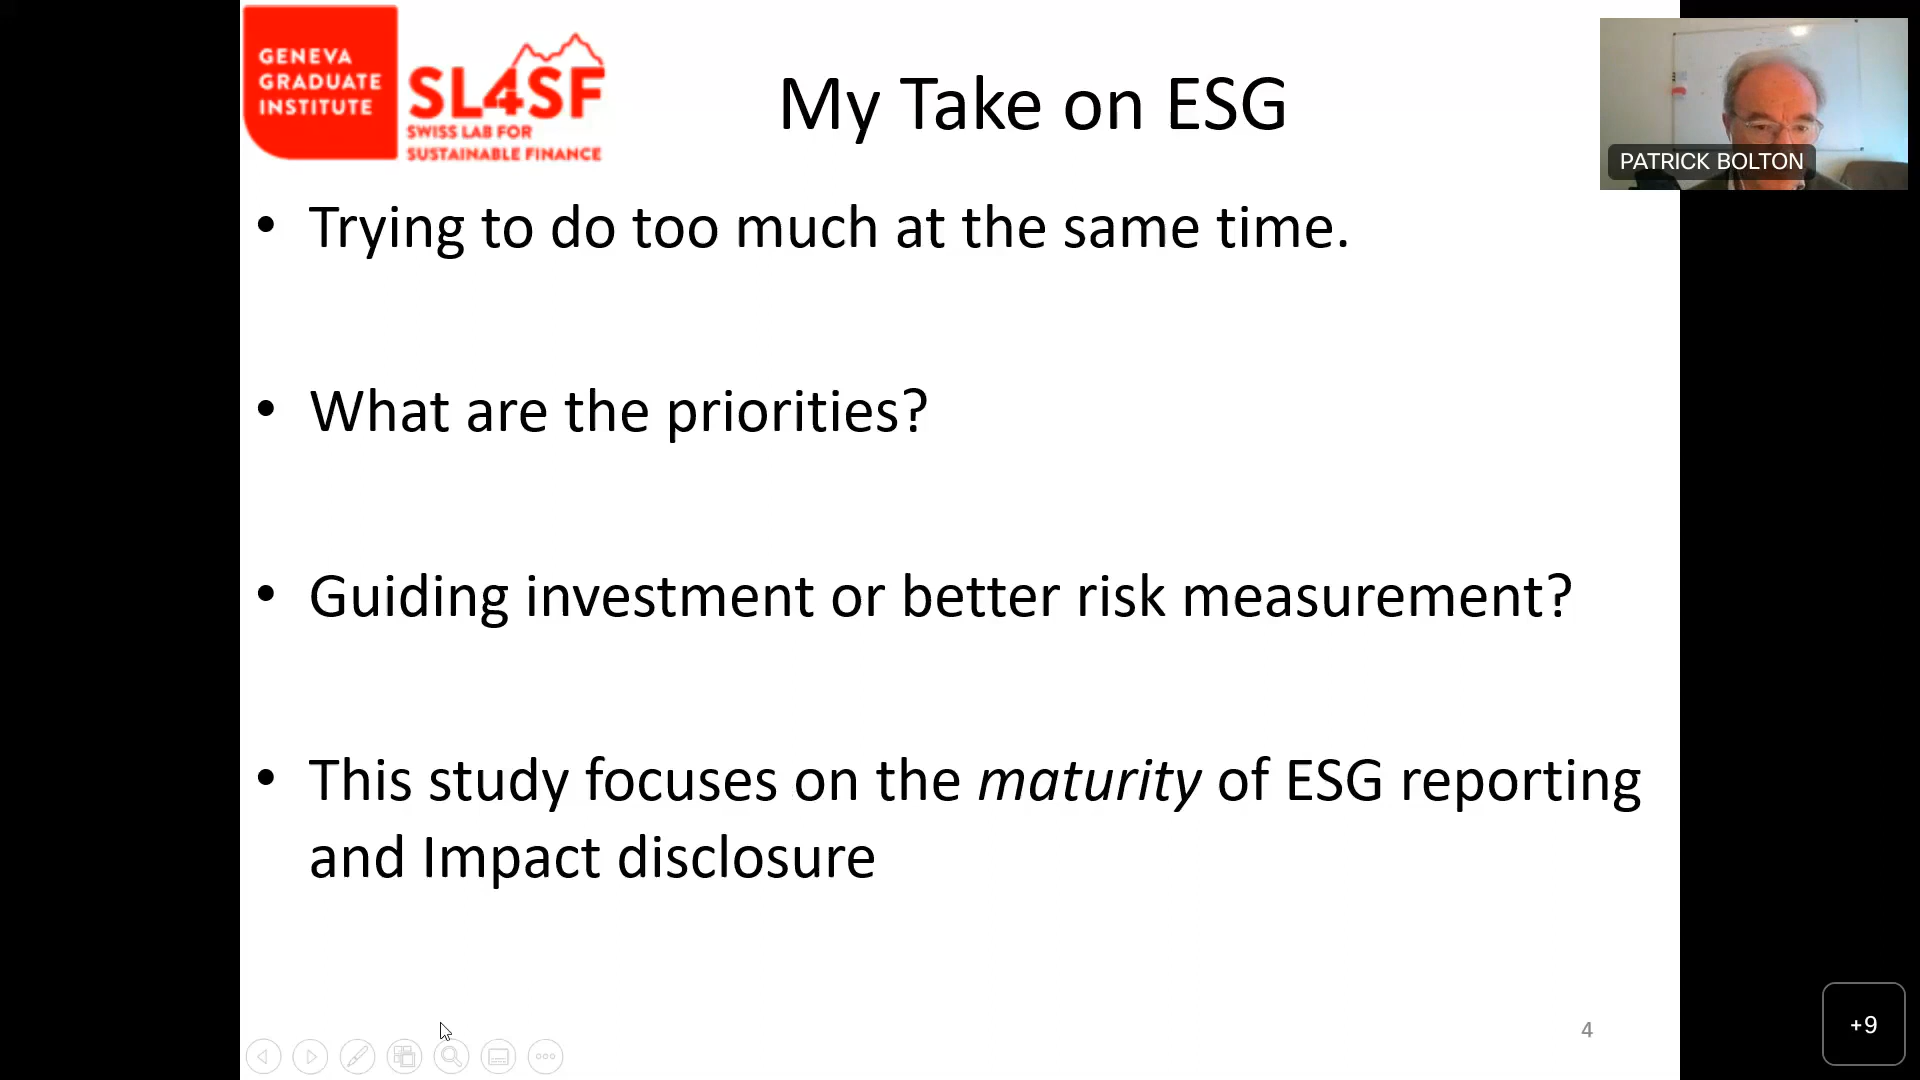 GENEVA
GRADUATE
INSTITUTE
SL4SF
SWISS LAB FOR
SUSTAINABLE FINANCE
My Take on ESG
PATRICK BOLTON
• Trying to do too much at the same time.
• What are the priorities?
• Guiding investment or better risk measurement?
• This study focuses on the maturity of ESG reporting
and Impact disclosure
4
+9